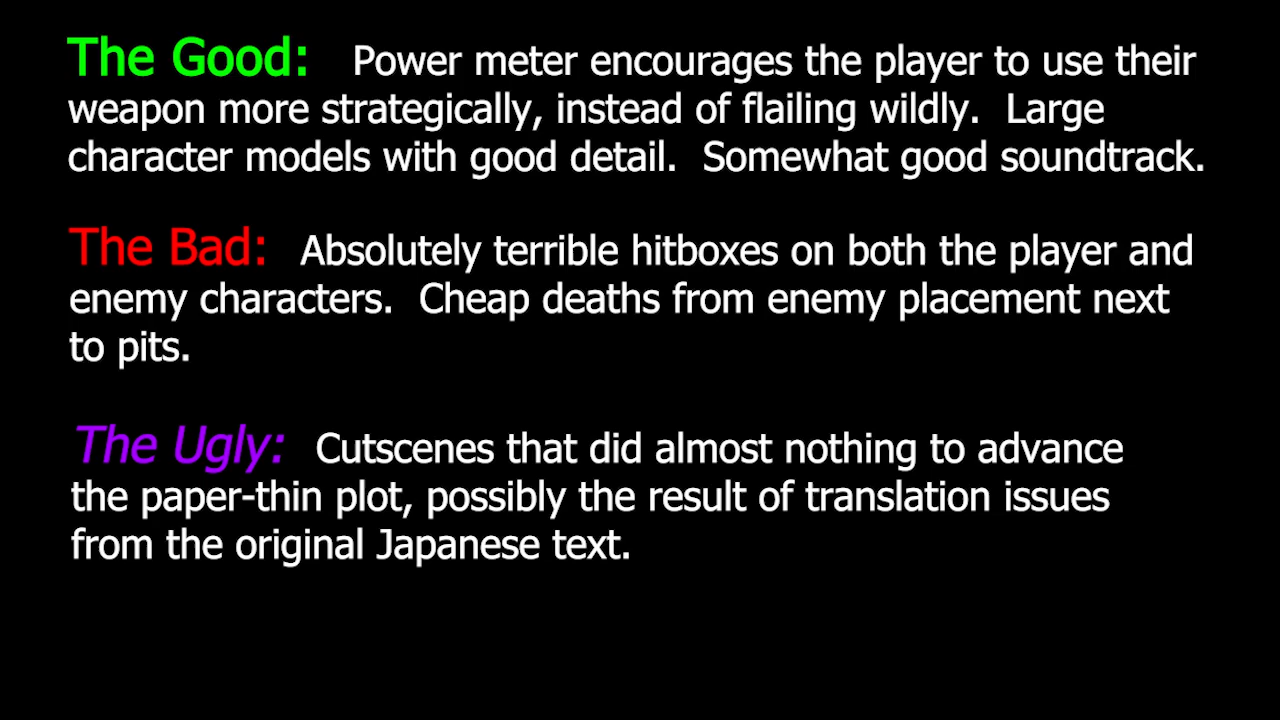 The Good: Power meter encourages the player to use their
weapon more strategically, instead of flailing wildly. Large
character models with good detail. Somewhat good soundtrack.
The Bad: Absolutely terrible hitboxes on both the player and
enemy characters. Cheap deaths from enemy placement next
to pits.
The Ugly: Cutscenes that did almost nothing to advance
the paper-thin plot, possibly the result of translation issues
from the original Japanese text.